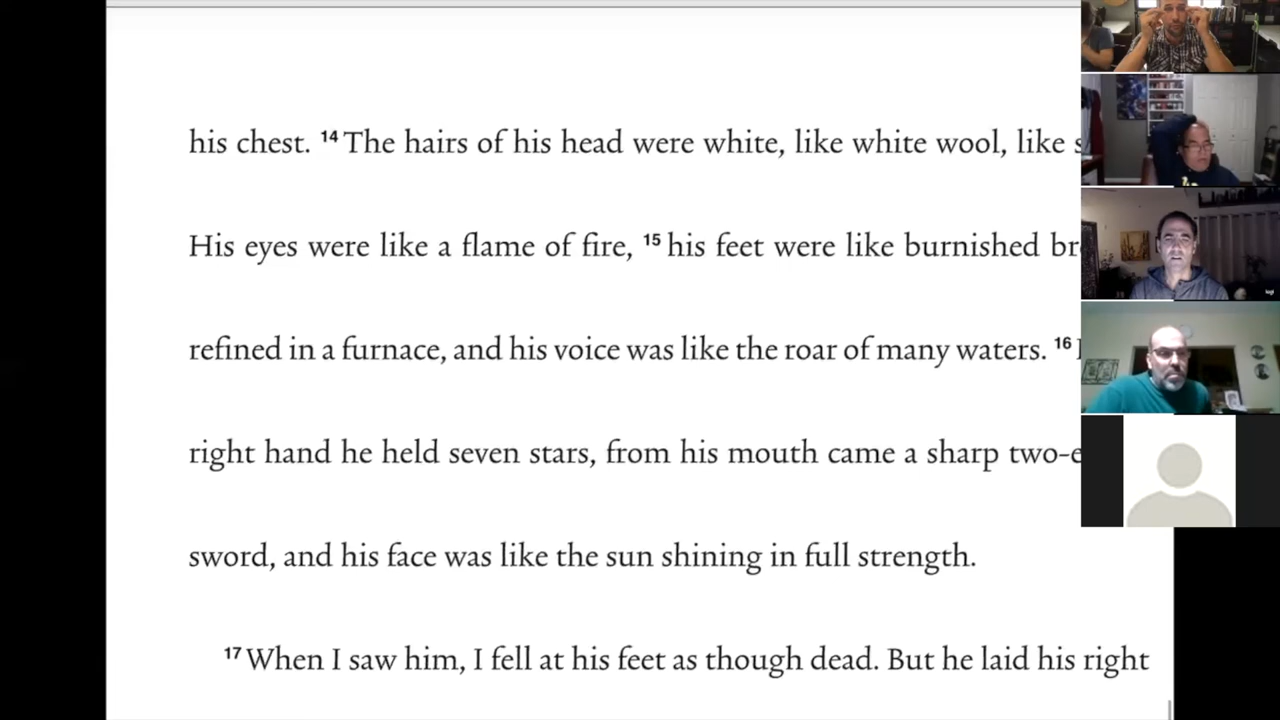 his chest. 14 The hairs of his head were white, like white wool, like
His eyes were like a flame of fire, 15 his feet were like burnished
refined in a furnace, and his voice was like the roar of many waters. 16
right hand he held seven stars, from his mouth came a sharp
sword, and his face was like the sun shining in full strength.
17 When I saw him, I fell at his feet as though dead. But he laid his right